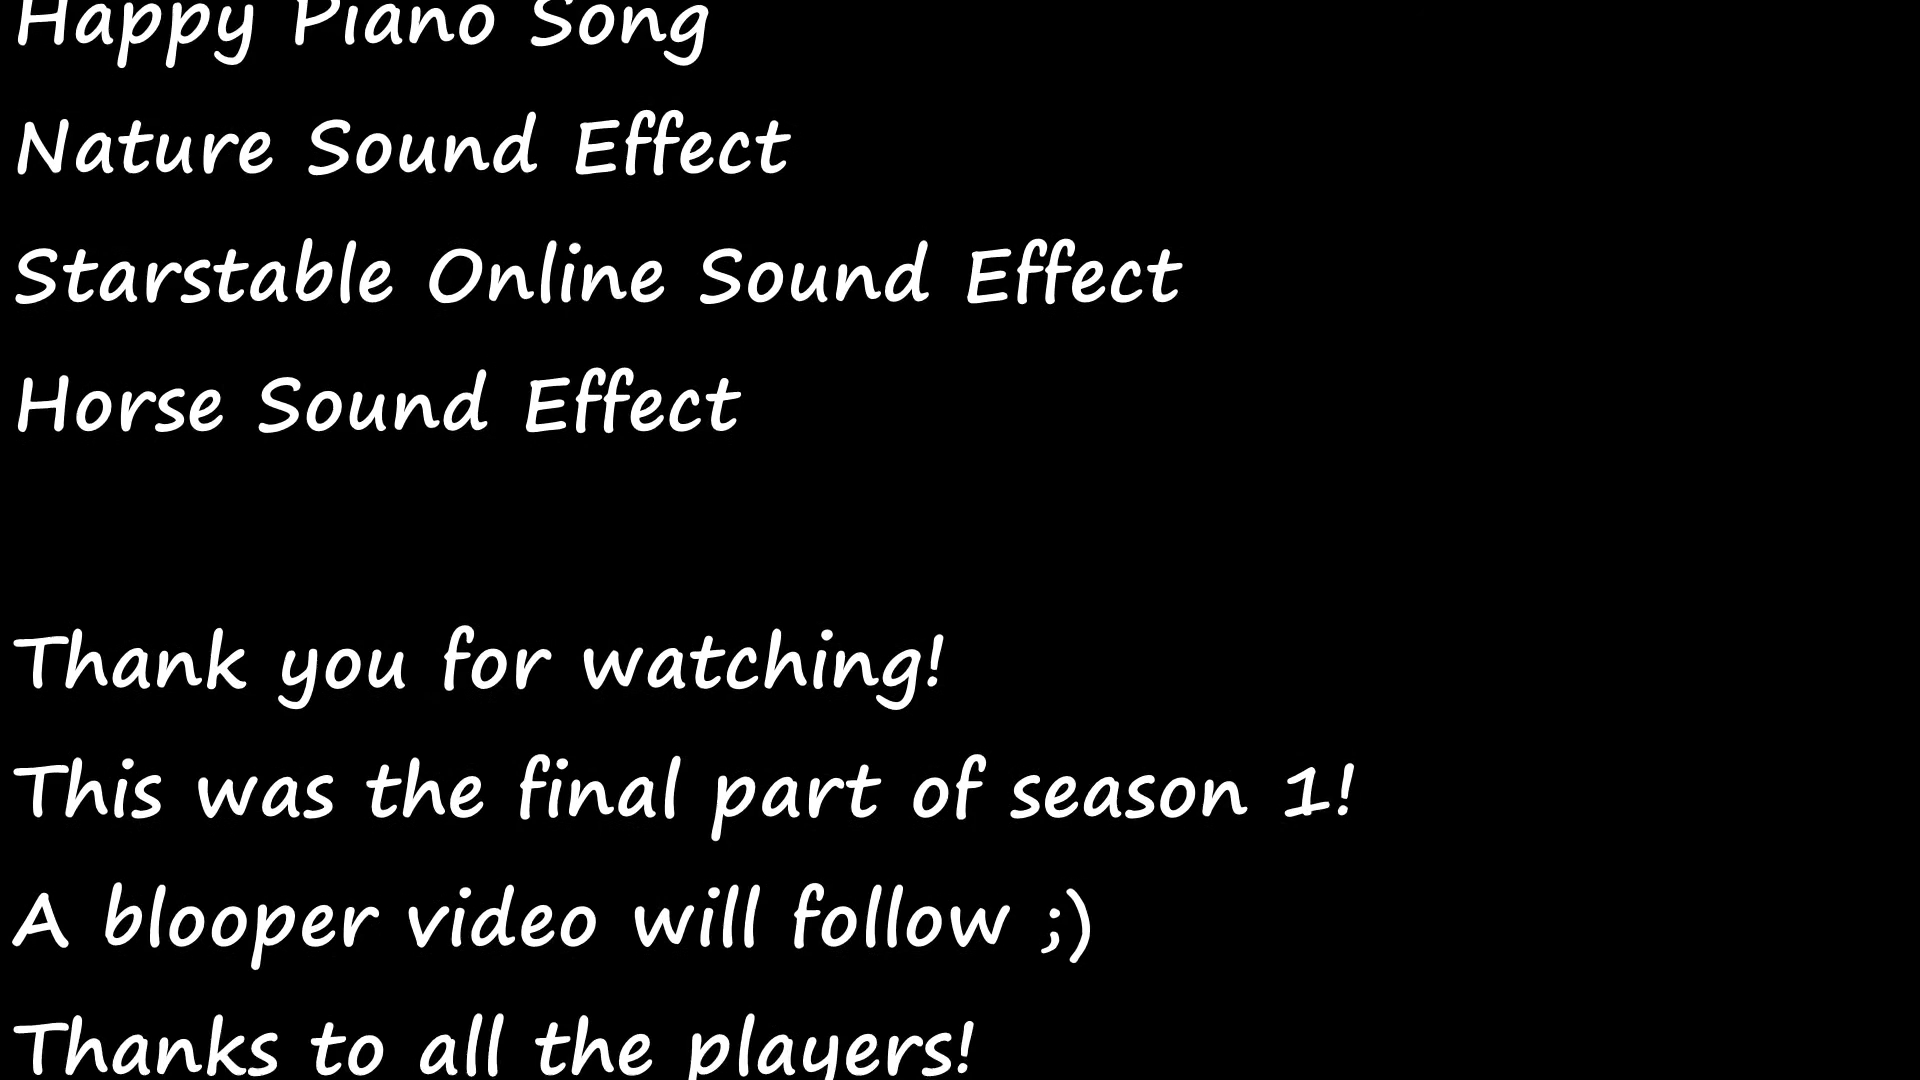 Happy Piano Song
Nature Sound Effect
Starstable Online Sound Effect
Horse Sound Effect
Thank you for watching!
This was the final part of season 1!
A blooper video will follow ;)
Thanks to all the players!